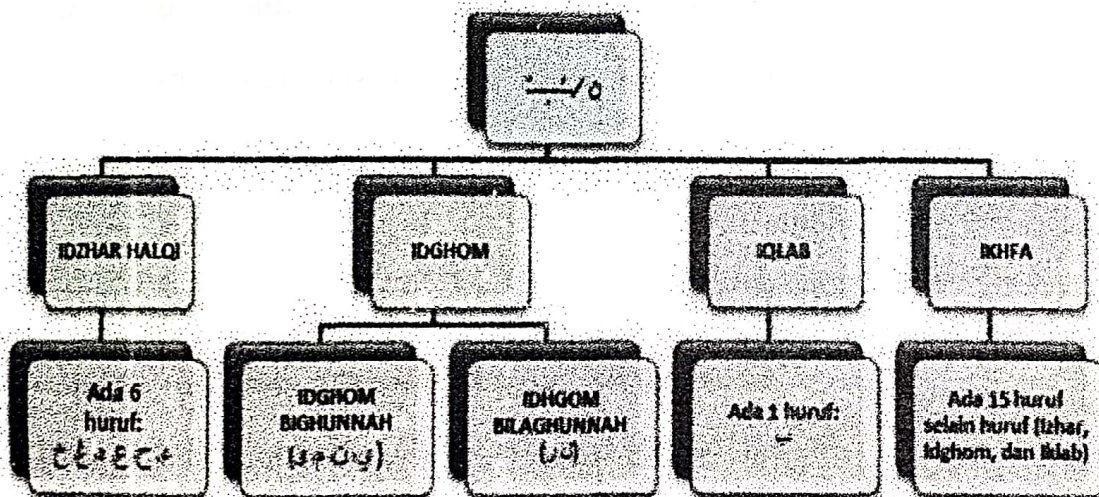 IDZHAR HALQI
IDGHOM
IQLAB
IKHFA
Ada 6
huruf:
IDGHOM
BIGHUNNAH
(ي ن م و)
IDHGOM
BILAGHUNNAH
(ل ر)
Ada 1 huruf:
ب
Ada 15 huruf
selain huruf (Izhar,
Idghom, dan Iklab)